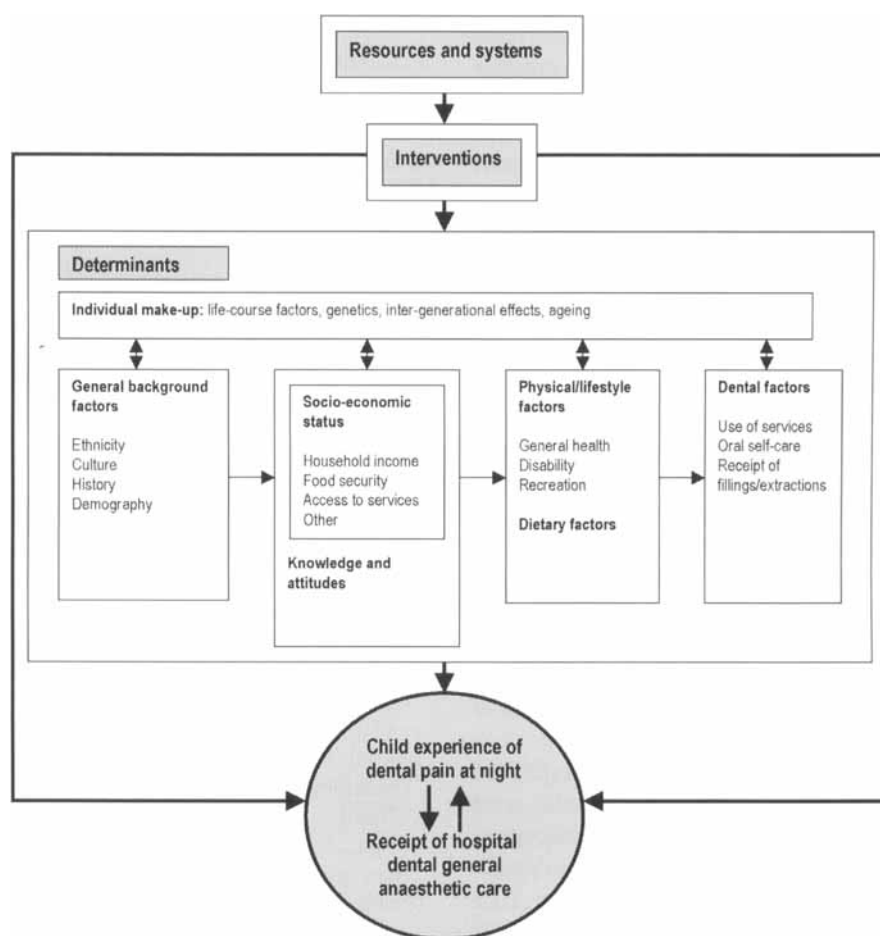 Resources and systems
Interventions
Determinants
Individual make-up: life-course factors, genetics, inter-generational effects, ageing
General background
factors
Ethnicity
Culture
History
Demography
Socio-economic
status
Household income
Food security
Access to services
Other
Knowledge and
attitudes
Physical/lifestyle
factors
General health
Disability
Recreation
Dietary factors
Dental factors
Use of services
Oral self-care
Receipt of
fillings/extractions
Child experience of
dental pain at night
Receipt of hospital
dental general
anaesthetic care